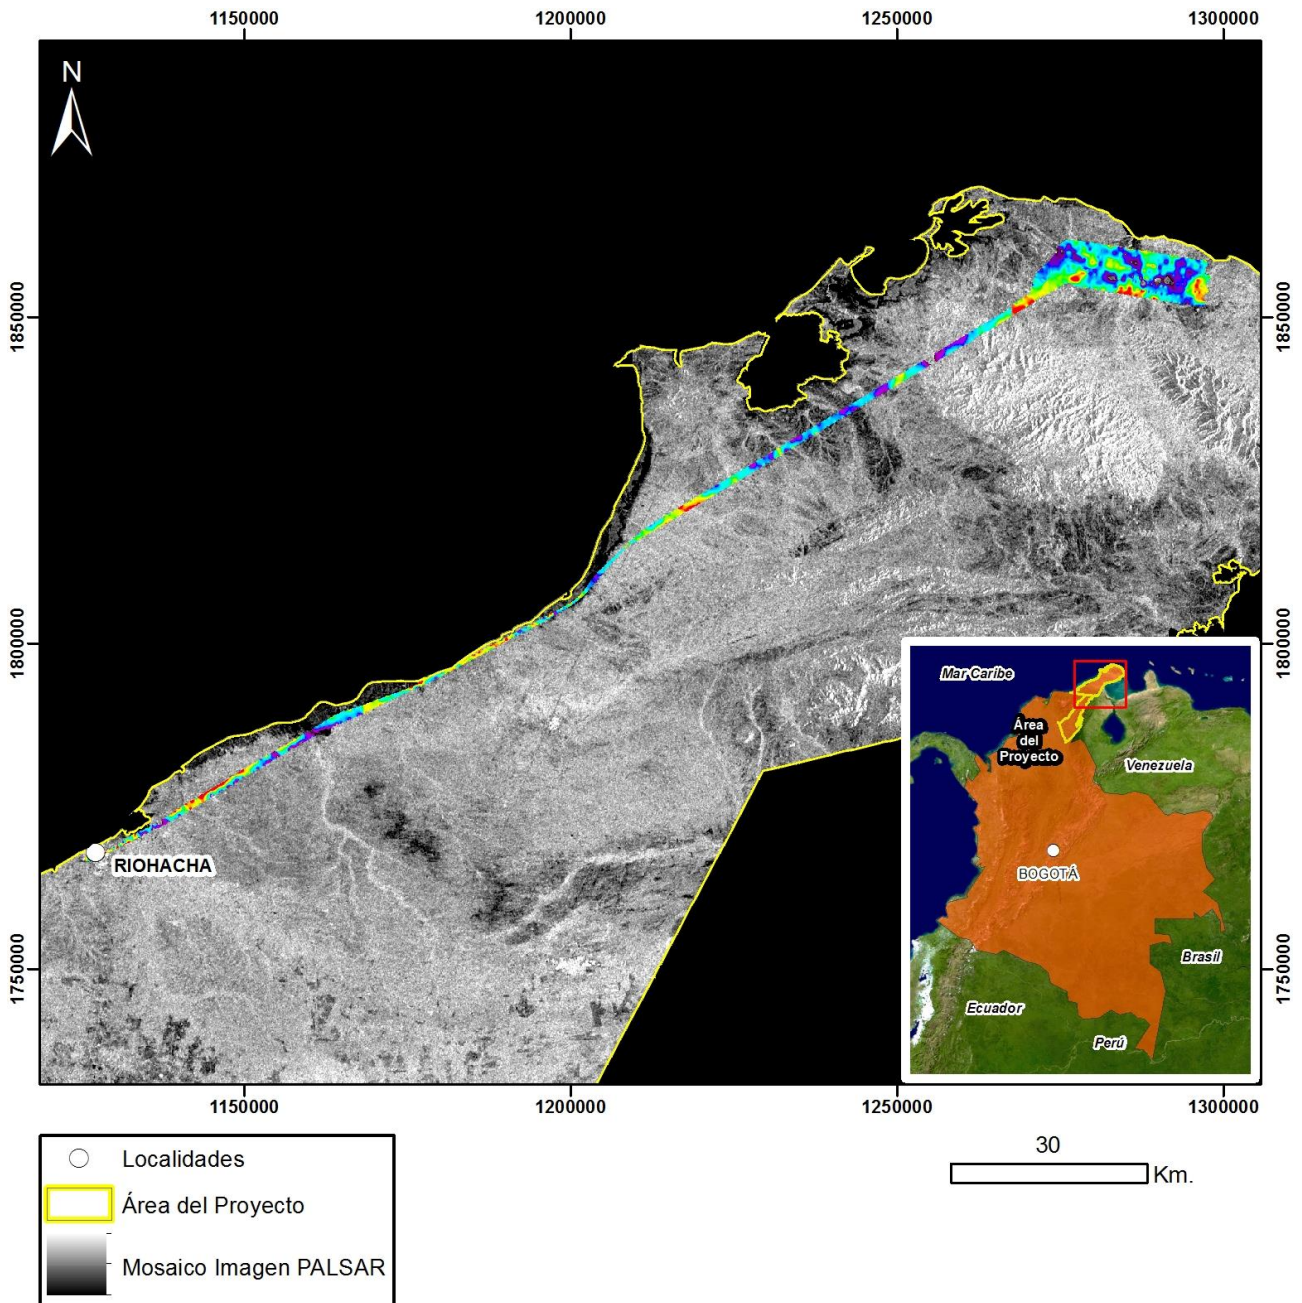 1150000
1200000
1250000
1300000
N
1850000
1850000
1800000
1800000
Mar Caribe
Área
del
Proyecto
Venezuela
BOGOTÁ
RIOHACHA
Brasil
1750000
1750000
Ecuador
Perú
1150000
1200000
1250000
1300000
Localidades
30
Km.
Área del Proyecto
Mosaico Imagen PALSAR